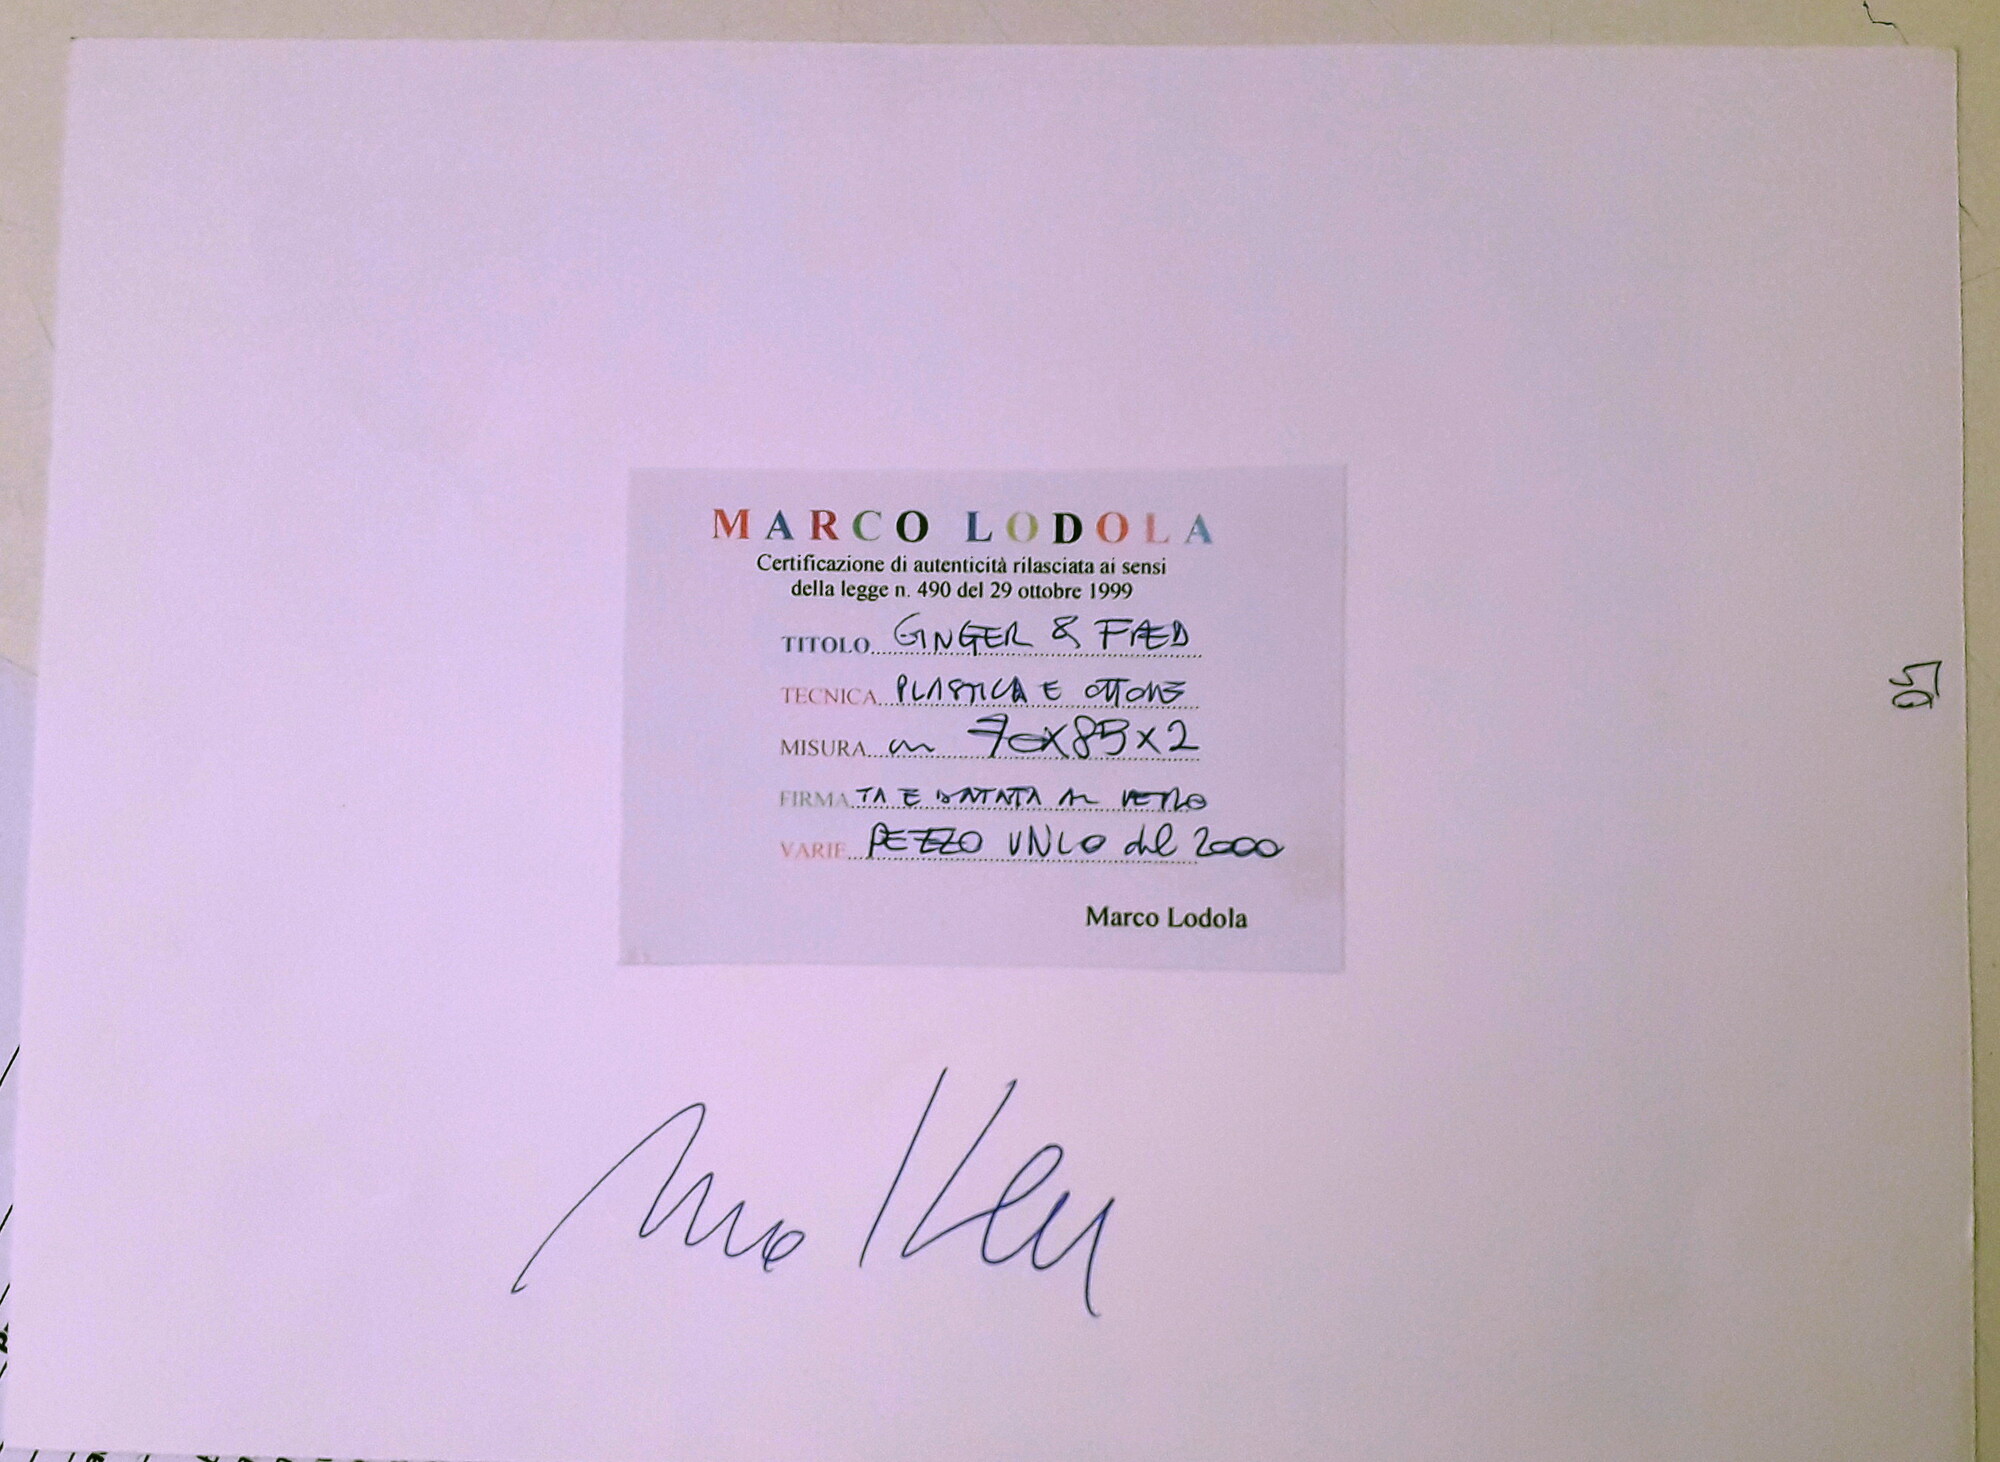 MARCO LODOLA
Certificazione di autenticità rilasciata ai sensi
della legge n. 490 del 29 ottobre 1999
TITOLO GINGER & FRED
TECNICA PLASTICA E OTTONE
MISURA cm 70x85x2
FIRMA TA E DATATA AL RETRO
VARIE PEZZO UNICO del 2000
Marco Lodola